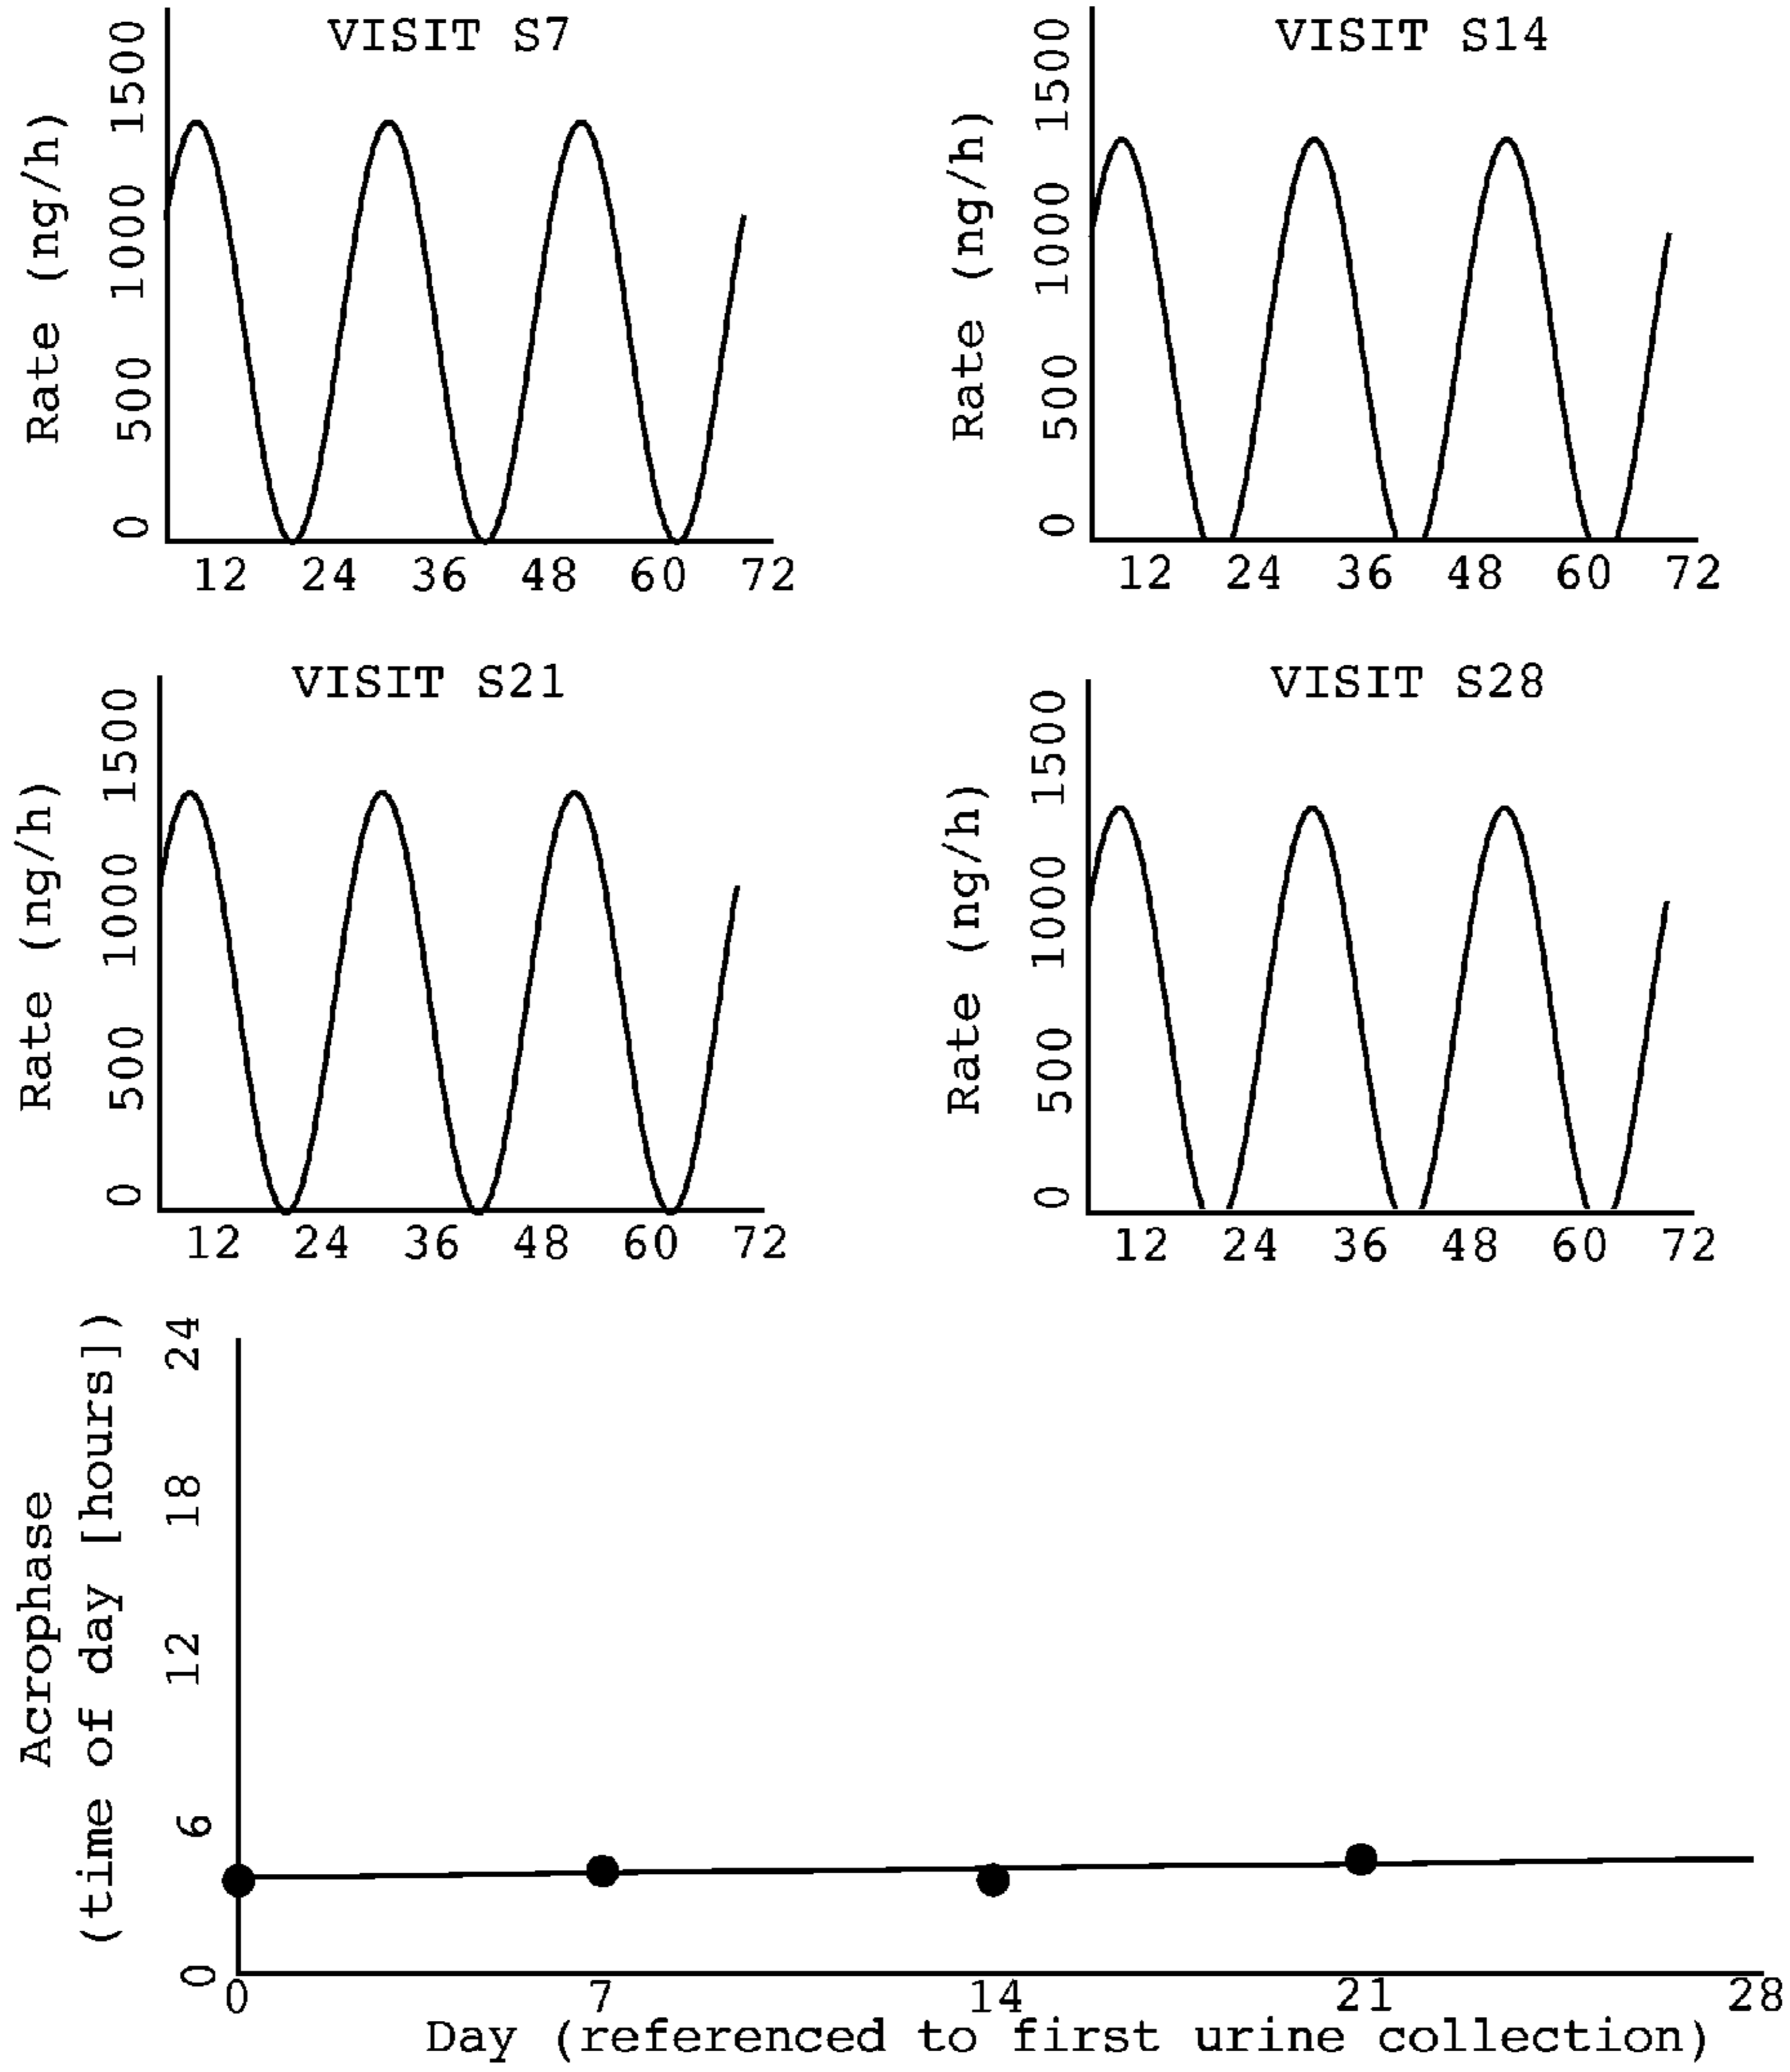 VISIT S7
Rate (ng/h)
1500
1000
500
0
12 24 36 48 60 72
VISIT S14
Rate (ng/h)
1500
1000
500
0
12 24 36 48 60 72
VISIT S21
Rate (ng/h)
1500
1000
500
0
12 24 36 48 60 72
VISIT S28
Rate (ng/h)
1500
1000
500
0
12 24 36 48 60 72
Acrophase
(time of day [hours])
24
18
12
6
0
0 7 14 21 28
Day (referenced to first urine collection)